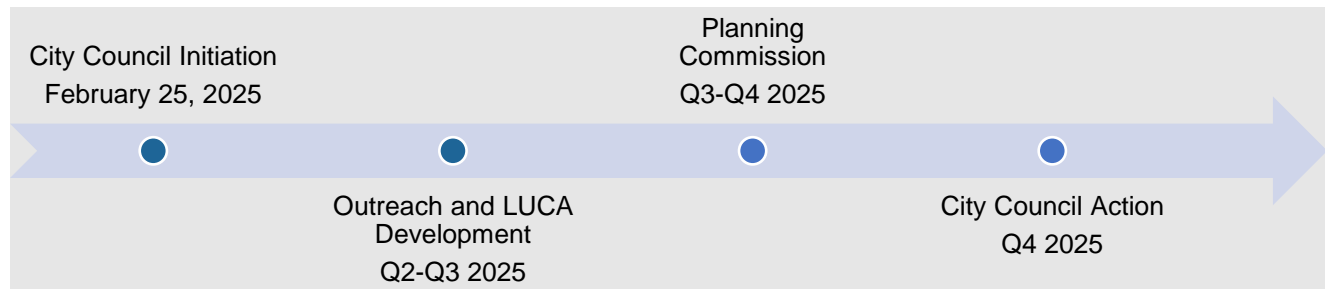 City Council Initiation
February 25, 2025
Outreach and LUCA
Development
Q2-Q3 2025
Planning
Commission
Q3-Q4 2025
City Council Action
Q4 2025